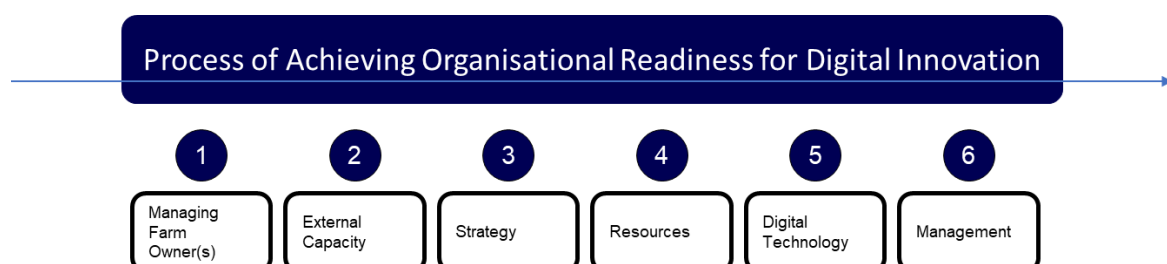 Process of Achieving Organisational Readiness for Digital Innovation
1
2
3
4
5
6
Managing
Farm
Owner(s)
External
Capacity
Strategy
Resources
Digital
Technology
Management